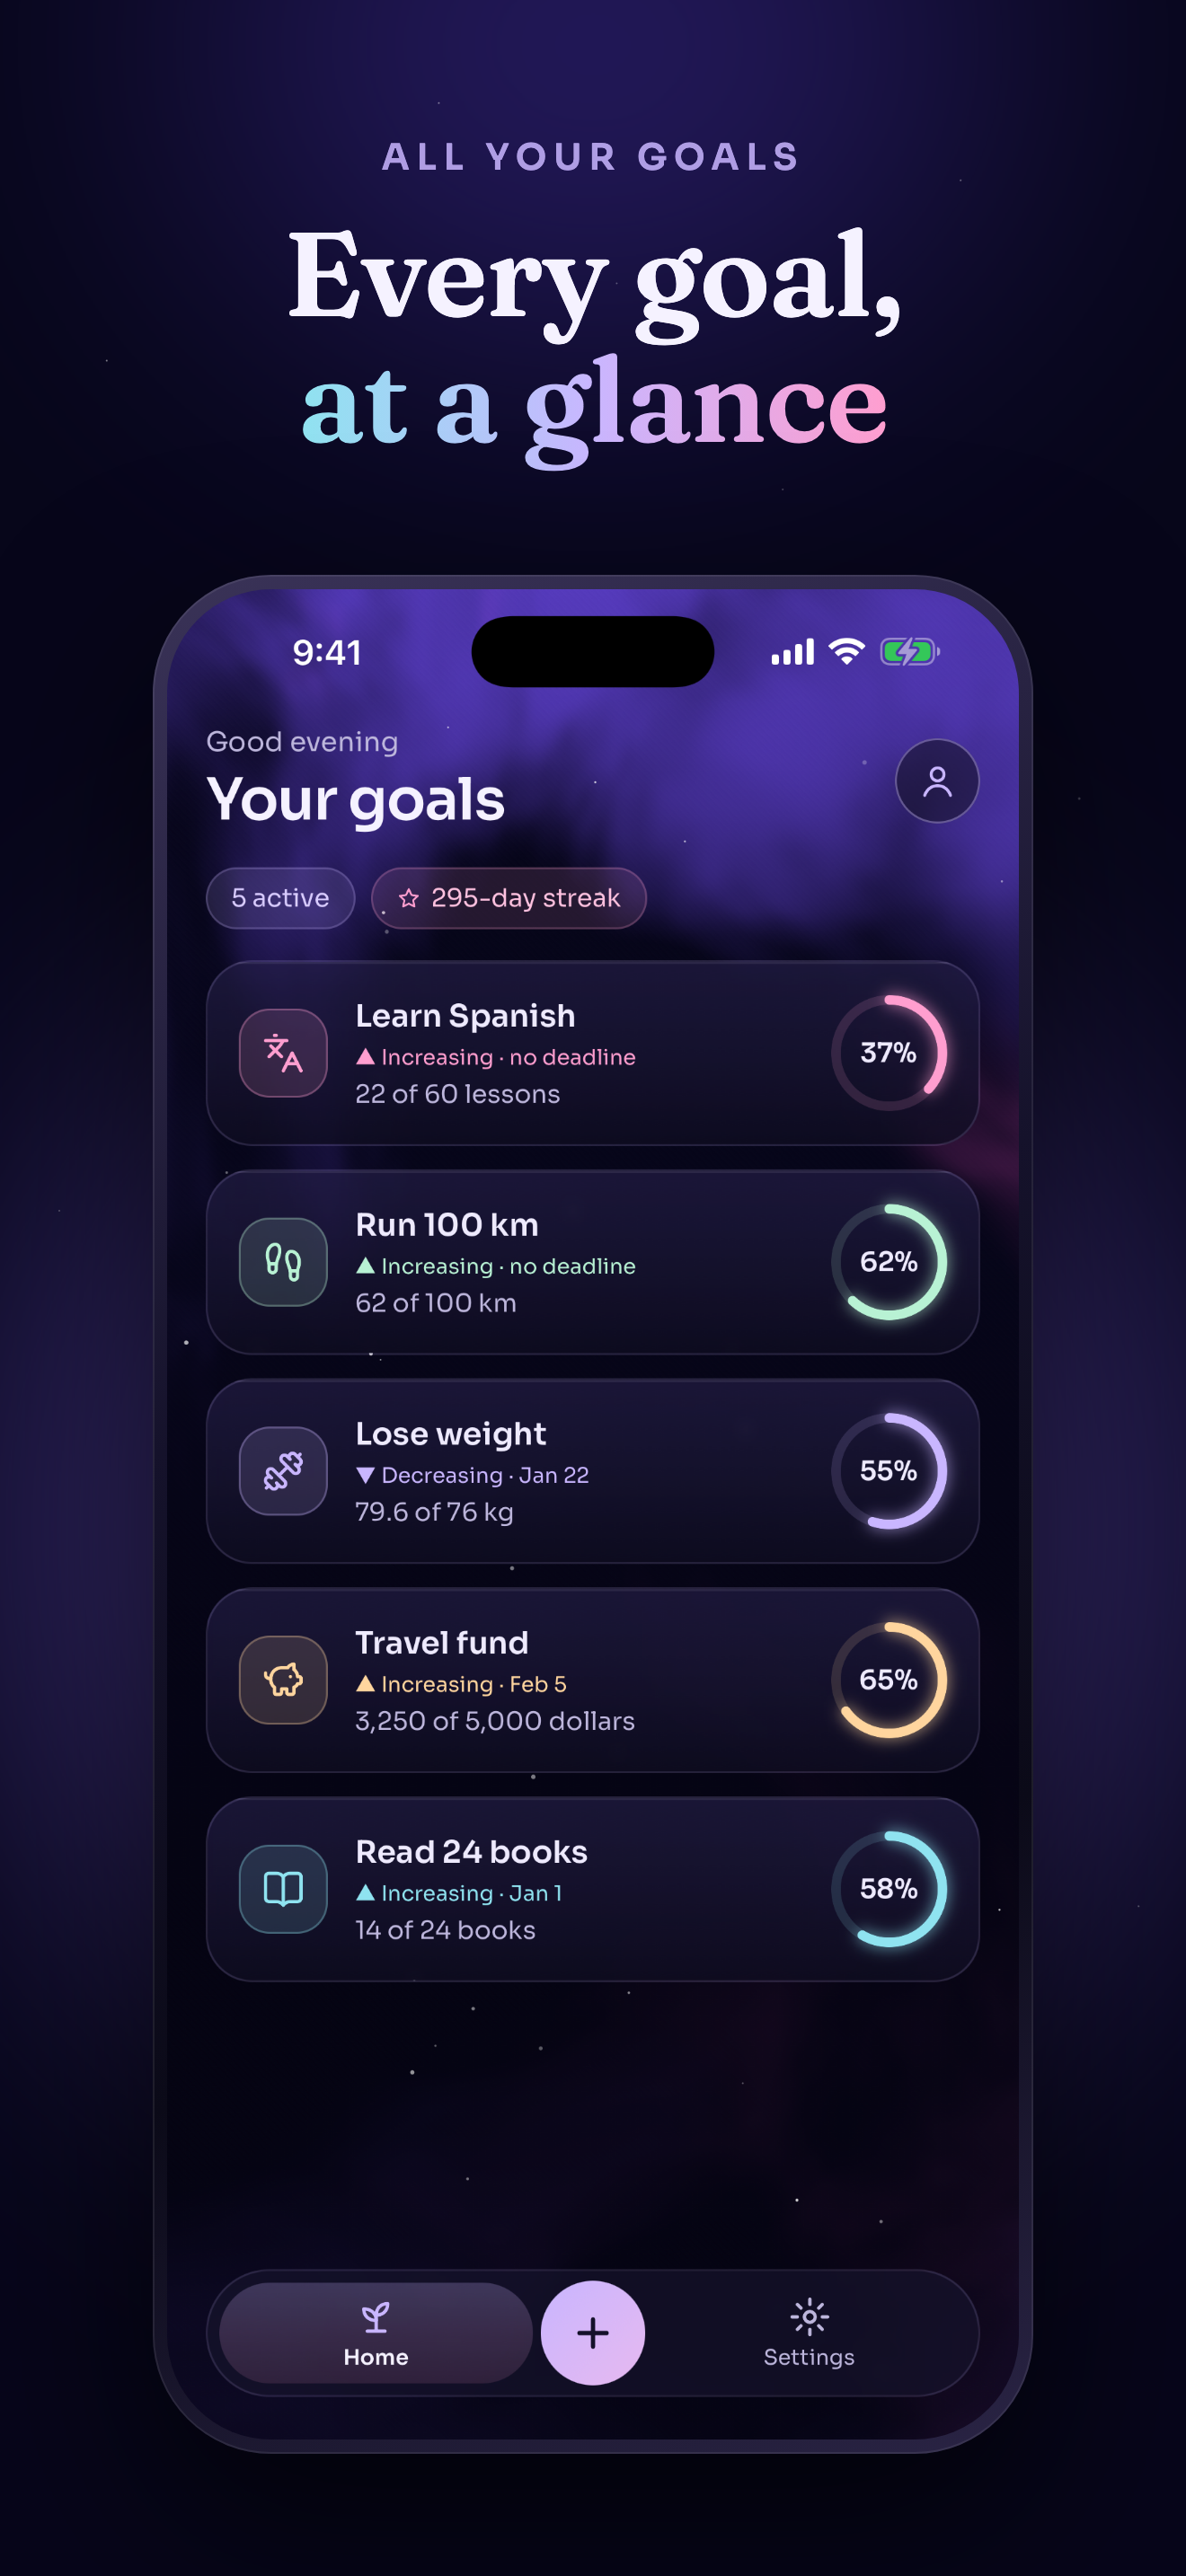 ALL YOUR GOALS
Every goal,
at a glance
9:41
Good evening
Your goals
5 active
295-day streak
Learn Spanish
▲ Increasing · no deadline
22 of 60 lessons
37%
Run 100 km
▲ Increasing · no deadline
62 of 100 km
62%
Lose weight
▼ Decreasing · Jan 22
79.6 of 76 kg
55%
Travel fund
▲ Increasing · Feb 5
3,250 of 5,000 dollars
65%
Read 24 books
▲ Increasing · Jan 1
14 of 24 books
58%
Home
Settings